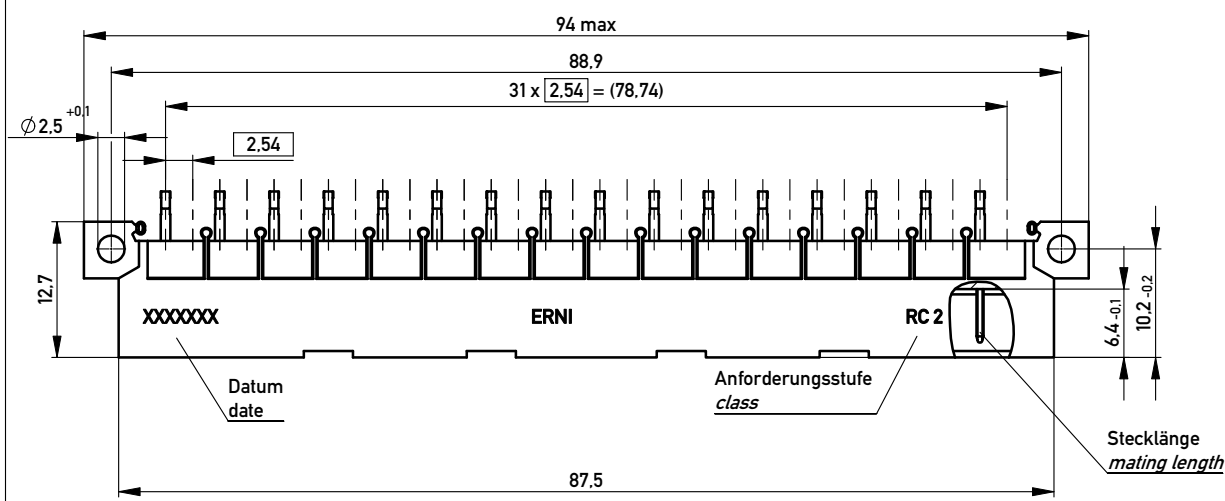 94 max
88,9
31 x 2,54 = (78,74)
Ø2,5 +0,1
2,54
12,7
XXXXXXX
ERNI
RC 2
6,4 -0,1
10,2 -0,2
Datum
date
Anforderungsstufe
class
Stecklänge
mating length
87,5